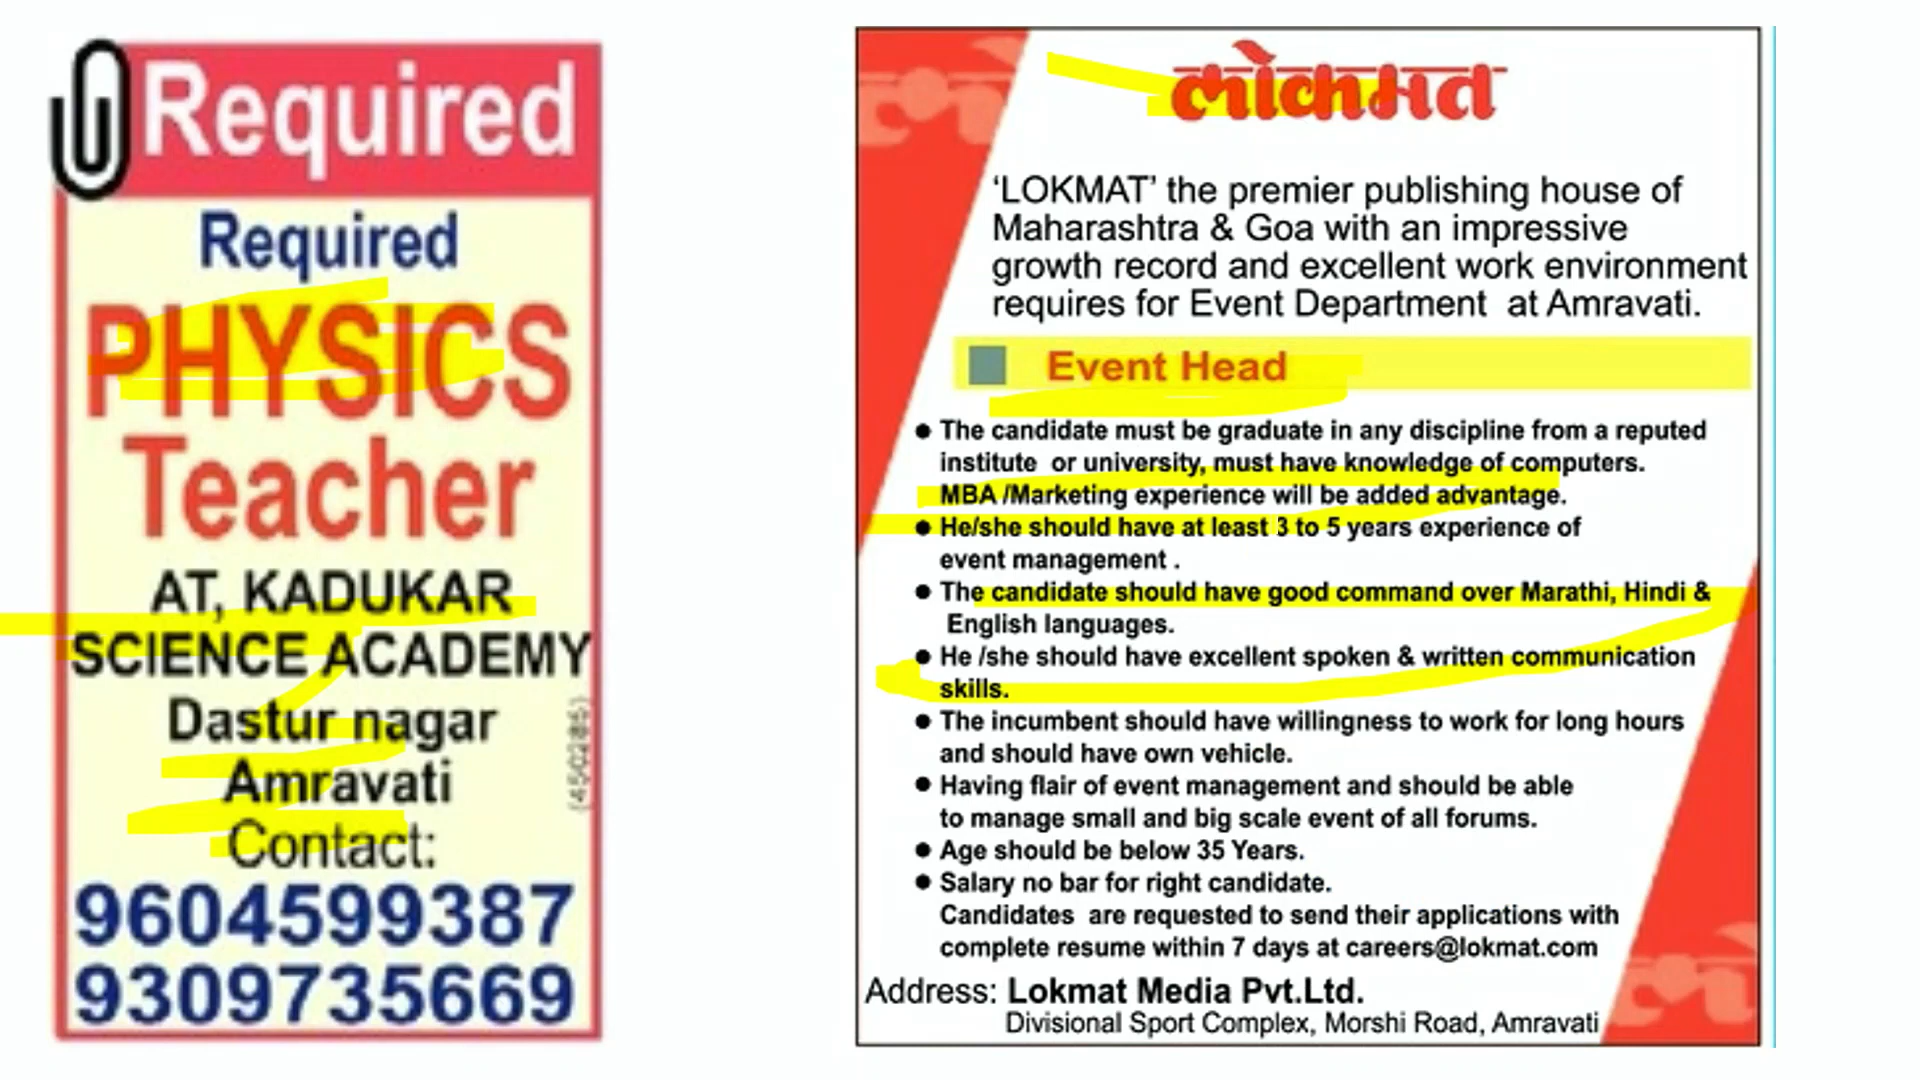 Required
Required
PHYSICS
Teacher
AT, KADUKAR
SCIENCE ACADEMY
Dastur nagar
Amravati
Contact:
9604599387
9309735669
(450285)
लोकमत
‘LOKMAT’ the premier publishing house of
Maharashtra & Goa with an impressive
growth record and excellent work environment
requires for Event Department at Amravati.
Event Head
● The candidate must be graduate in any discipline from a reputed
institute or university, must have knowledge of computers.
MBA /Marketing experience will be added advantage.
● He/she should have at least 3 to 5 years experience of
event management .
● The candidate should have good command over Marathi, Hindi &
English languages.
● He /she should have excellent spoken & written communication
skills.
● The incumbent should have willingness to work for long hours
and should have own vehicle.
● Having flair of event management and should be able
to manage small and big scale event of all forums.
● Age should be below 35 Years.
● Salary no bar for right candidate.
Candidates are requested to send their applications with
complete resume within 7 days at careers@lokmat.com
Address: Lokmat Media Pvt.Ltd.
Divisional Sport Complex, Morshi Road, Amravati